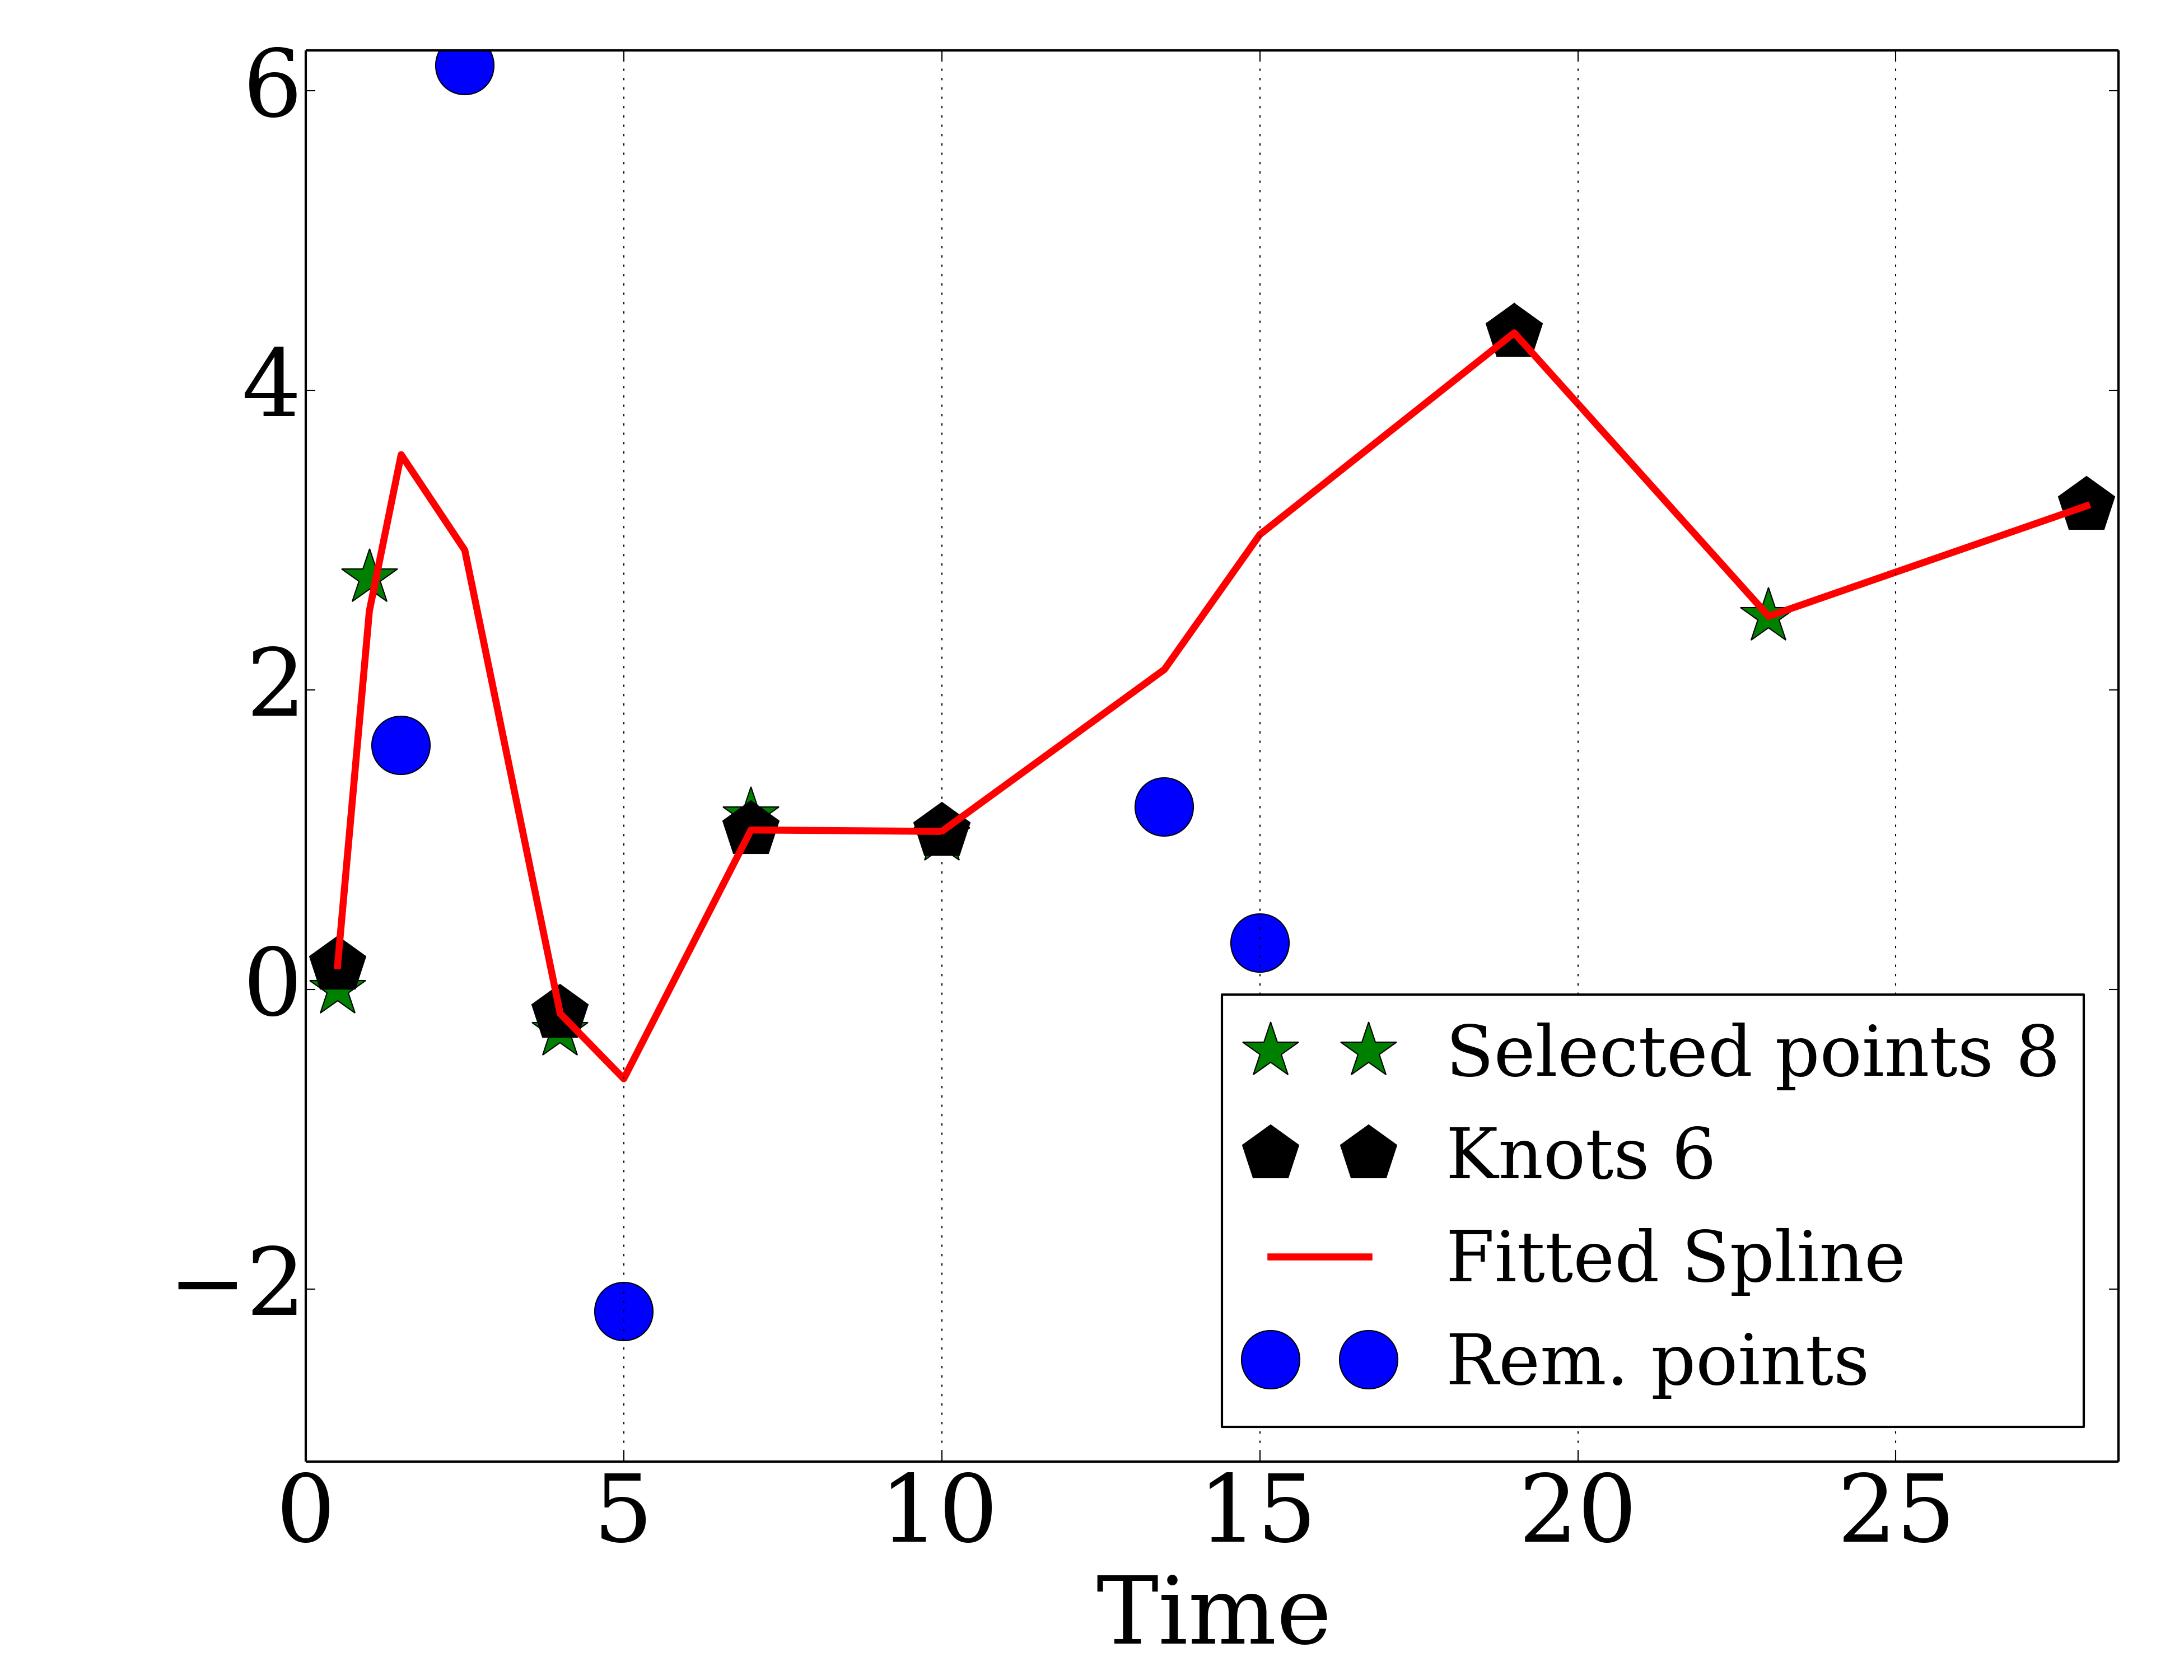 6
4
2
0
−2
Selected points 8
Knots 6
Fitted Spline
Rem. points
0 5 10 15 20 25
Time